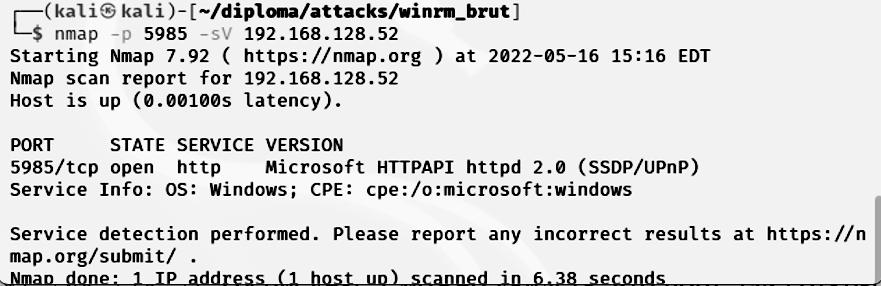 ┌──(kali㉿kali)-[~/diploma/attacks/winrm_brut]
└─$ nmap -p 5985 -sV 192.168.128.52
Starting Nmap 7.92 ( https://nmap.org ) at 2022-05-16 15:16 EDT
Nmap scan report for 192.168.128.52
Host is up (0.00100s latency).

PORT     STATE SERVICE VERSION
5985/tcp open  http    Microsoft HTTPAPI httpd 2.0 (SSDP/UPnP)
Service Info: OS: Windows; CPE: cpe:/o:microsoft:windows

Service detection performed. Please report any incorrect results at https://n
map.org/submit/ .
Nmap done: 1 IP address (1 host up) scanned in 6.38 seconds